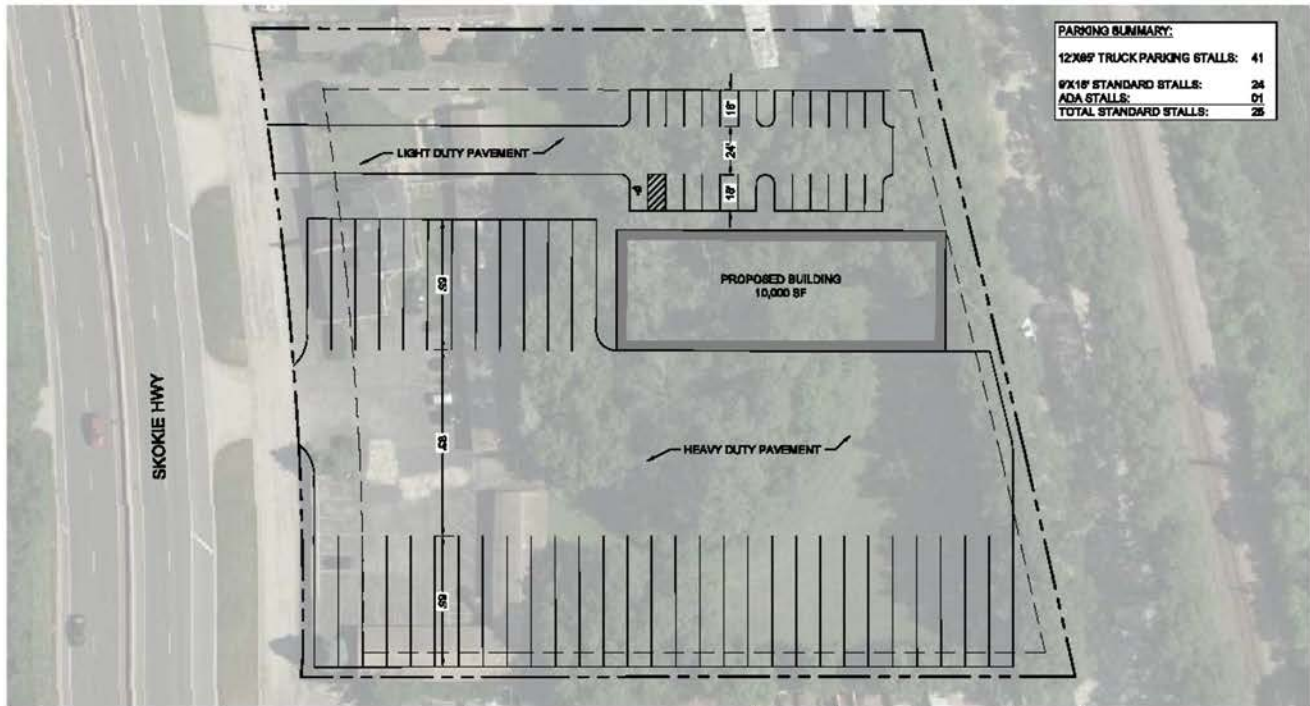 PARKING SUMMARY:
12'X65' TRUCK PARKING STALLS: 41
9'X18' STANDARD STALLS: 24
ADA STALLS: 01
TOTAL STANDARD STALLS: 25
18'
LIGHT DUTY PAVEMENT
24'
18'
65'
PROPOSED BUILDING
10,000 SF
SKOKIE HWY
HEAVY DUTY PAVEMENT
65'